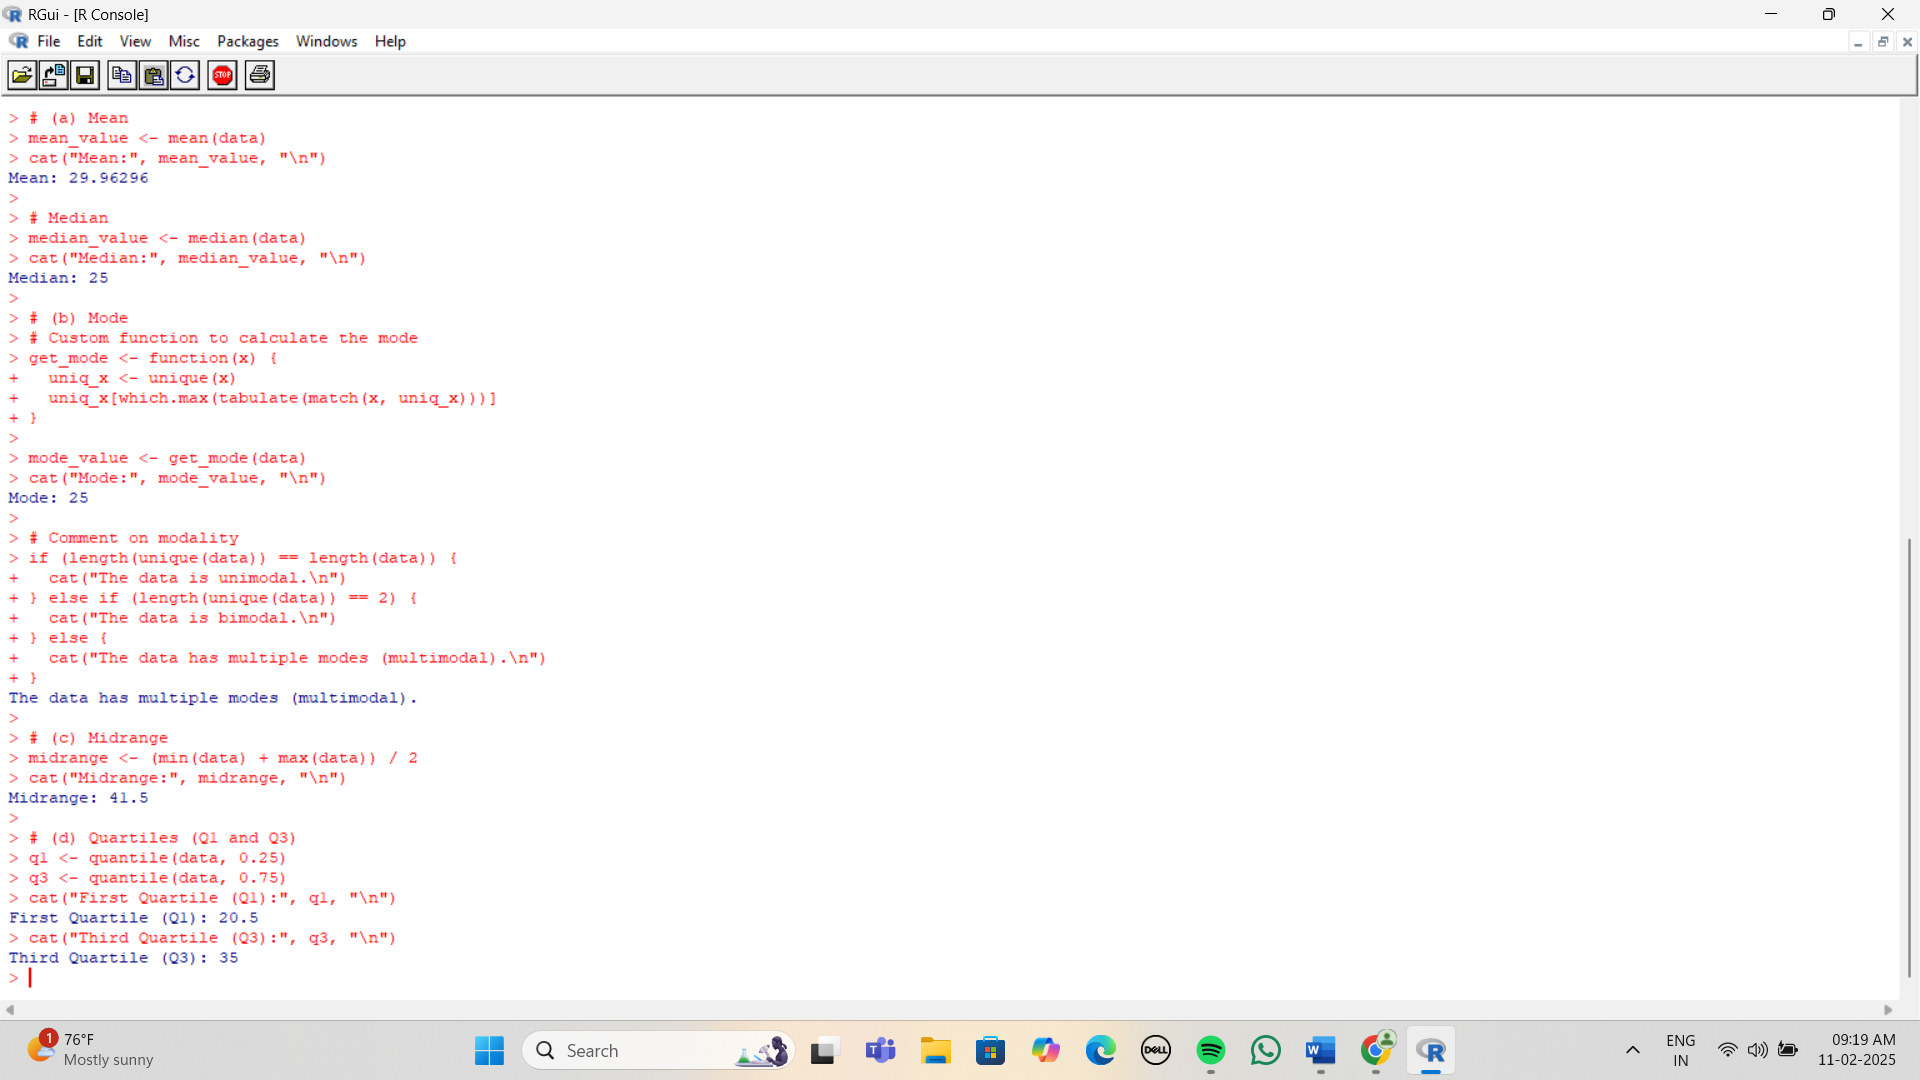 RGui - [R Console]
File Edit View Misc Packages Windows Help
STOP
> # (a) Mean
> mean_value <- mean(data)
> cat("Mean:", mean_value, "\n")
Mean: 29.96296
>
> # Median
> median_value <- median(data)
> cat("Median:", median_value, "\n")
Median: 25
>
> # (b) Mode
> # Custom function to calculate the mode
> get_mode <- function(x) {
+   uniq_x <- unique(x)
+   uniq_x[which.max(tabulate(match(x, uniq_x)))]
+ }
>
> mode_value <- get_mode(data)
> cat("Mode:", mode_value, "\n")
Mode: 25
>
> # Comment on modality
> if (length(unique(data)) == length(data)) {
+   cat("The data is unimodal.\n")
+ } else if (length(unique(data)) == 2) {
+   cat("The data is bimodal.\n")
+ } else {
+   cat("The data has multiple modes (multimodal).\n")
+ }
The data has multiple modes (multimodal).
>
> # (c) Midrange
> midrange <- (min(data) + max(data)) / 2
> cat("Midrange:", midrange, "\n")
Midrange: 41.5
>
> # (d) Quartiles (Q1 and Q3)
> q1 <- quantile(data, 0.25)
> q3 <- quantile(data, 0.75)
> cat("First Quartile (Q1):", q1, "\n")
First Quartile (Q1): 20.5
> cat("Third Quartile (Q3):", q3, "\n")
Third Quartile (Q3): 35
>
1
76°F
Mostly sunny
Search
DELL
ENG
IN
09:19 AM
11-02-2025